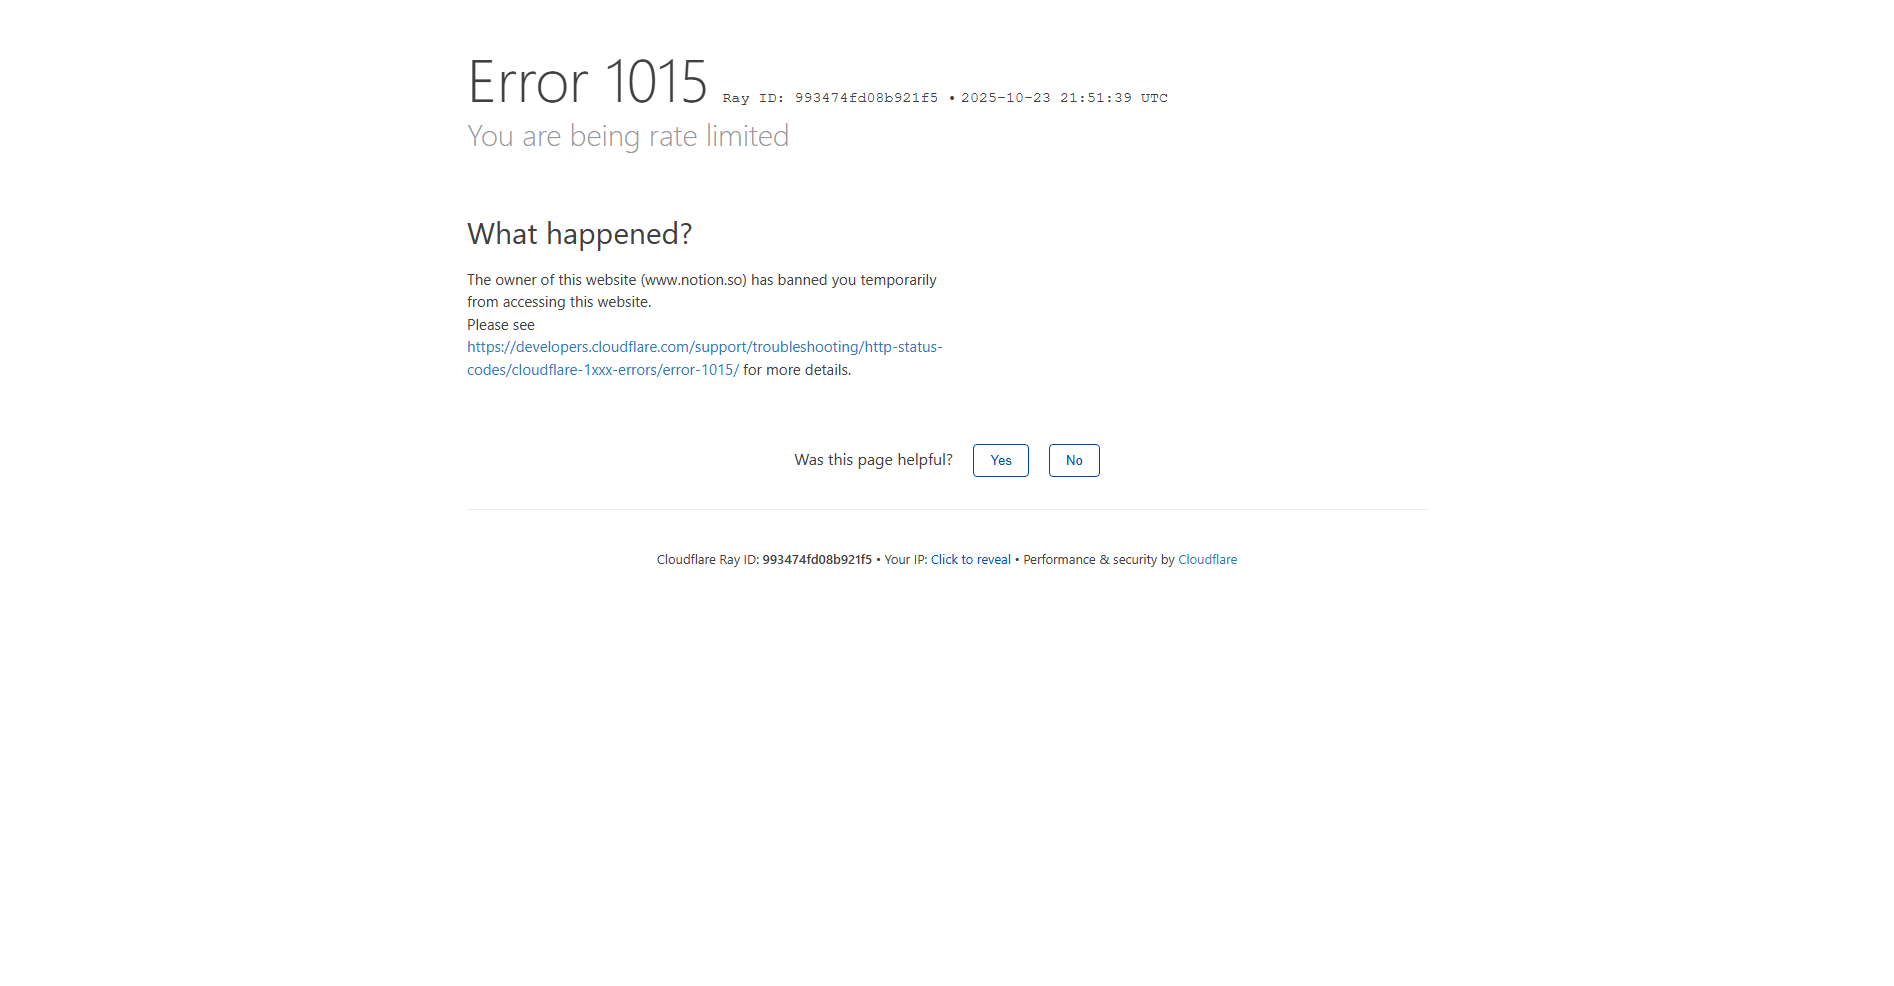 Error 1015 Ray ID: 993474fd08b921f5 • 2025-10-23 21:51:39 UTC
You are being rate limited
What happened?
The owner of this website (www.notion.so) has banned you temporarily
from accessing this website.
Please see
https://developers.cloudflare.com/support/troubleshooting/http-status-
codes/cloudflare-1xxx-errors/error-1015/ for more details.
Was this page helpful? Yes No
Cloudflare Ray ID: 993474fd08b921f5 • Your IP: Click to reveal • Performance & security by Cloudflare